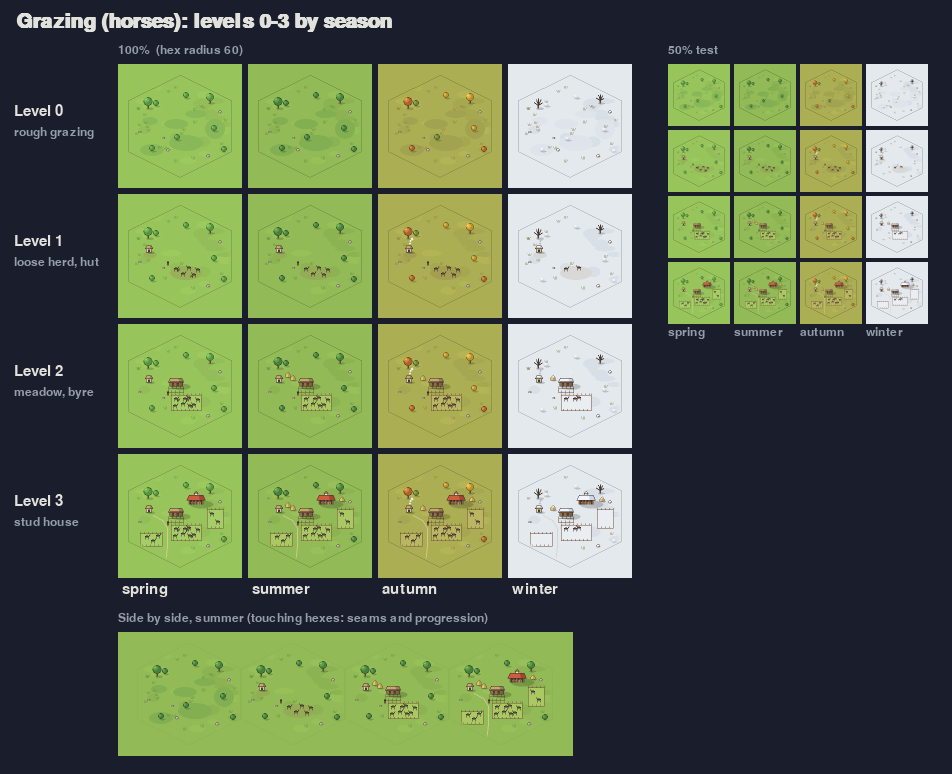 Grazing (horses): levels 0-3 by season
100% (hex radius 60)
50% test
Level 0
rough grazing
Level 1
loose herd, hut
Level 2
meadow, byre
Level 3
stud house
spring summer autumn winter
spring summer autumn winter
Side by side, summer (touching hexes: seams and progression)